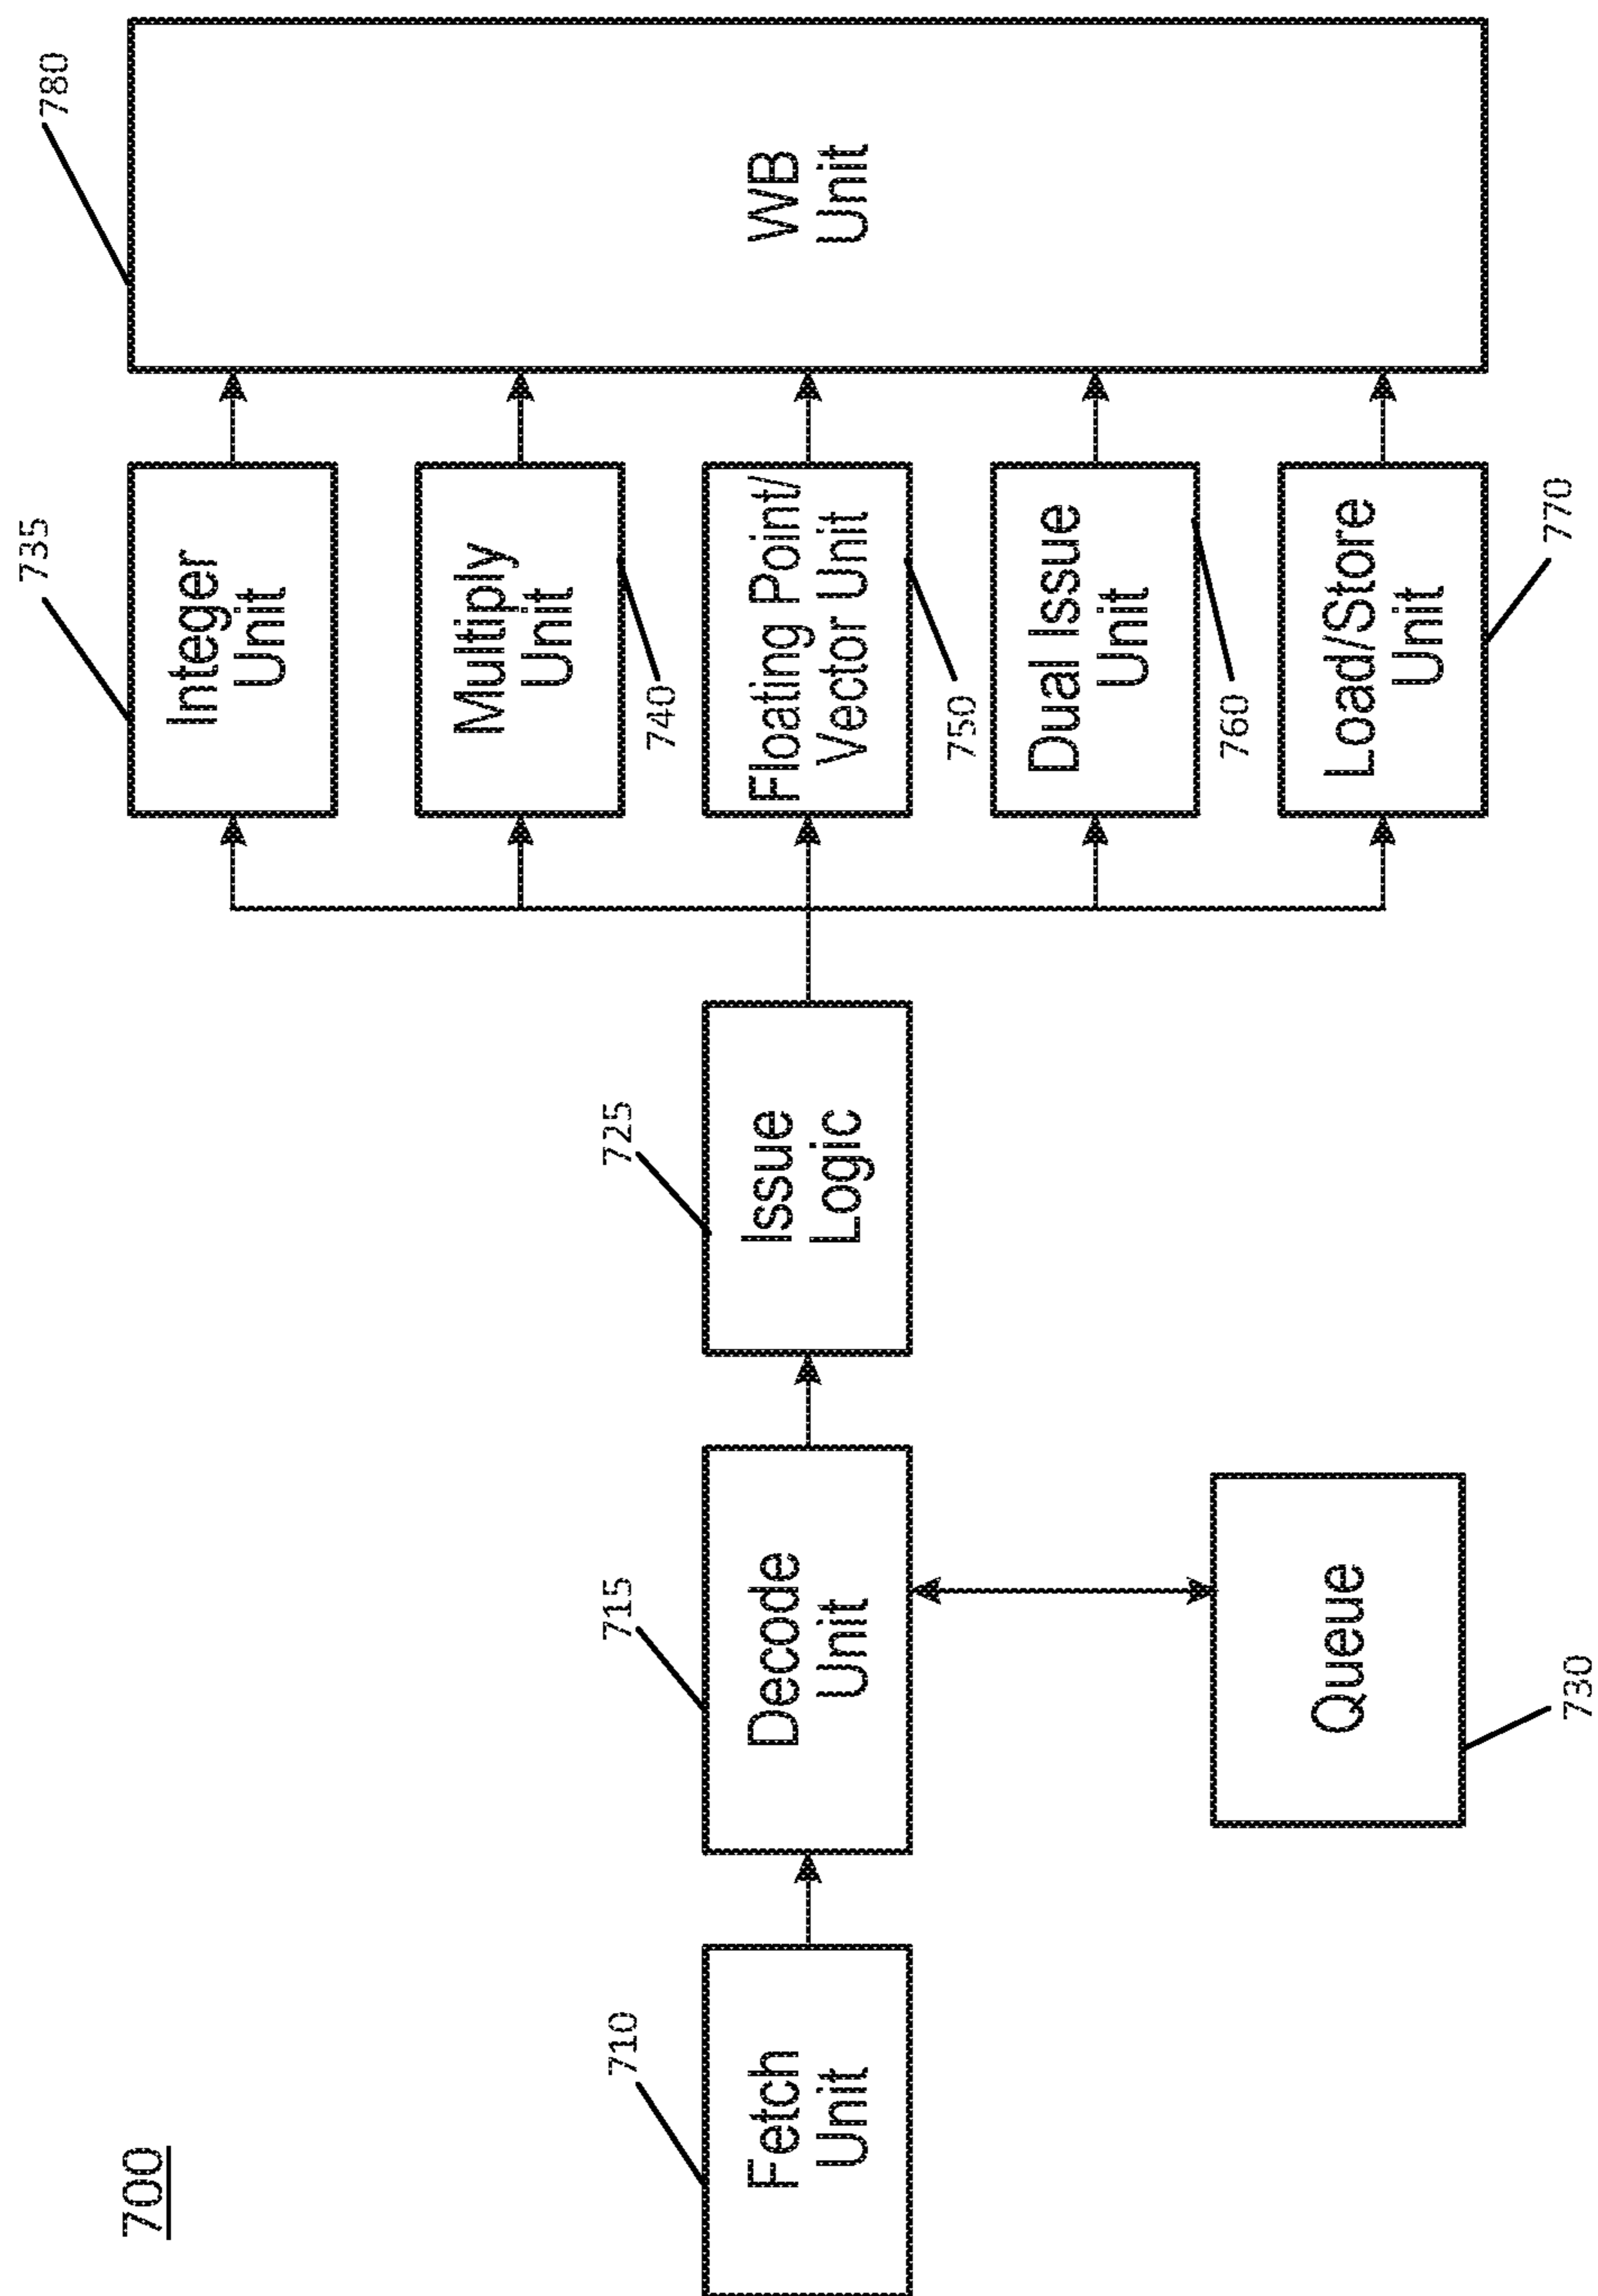 700
710
Fetch
Unit
715
Decode
Unit
Queue
730
725
Issue
Logic
735
Integer
Unit
Multiply
Unit
740
Floating Point/
Vector Unit
750
Dual Issue
Unit
760
Load/Store
Unit
770
780
WB
Unit